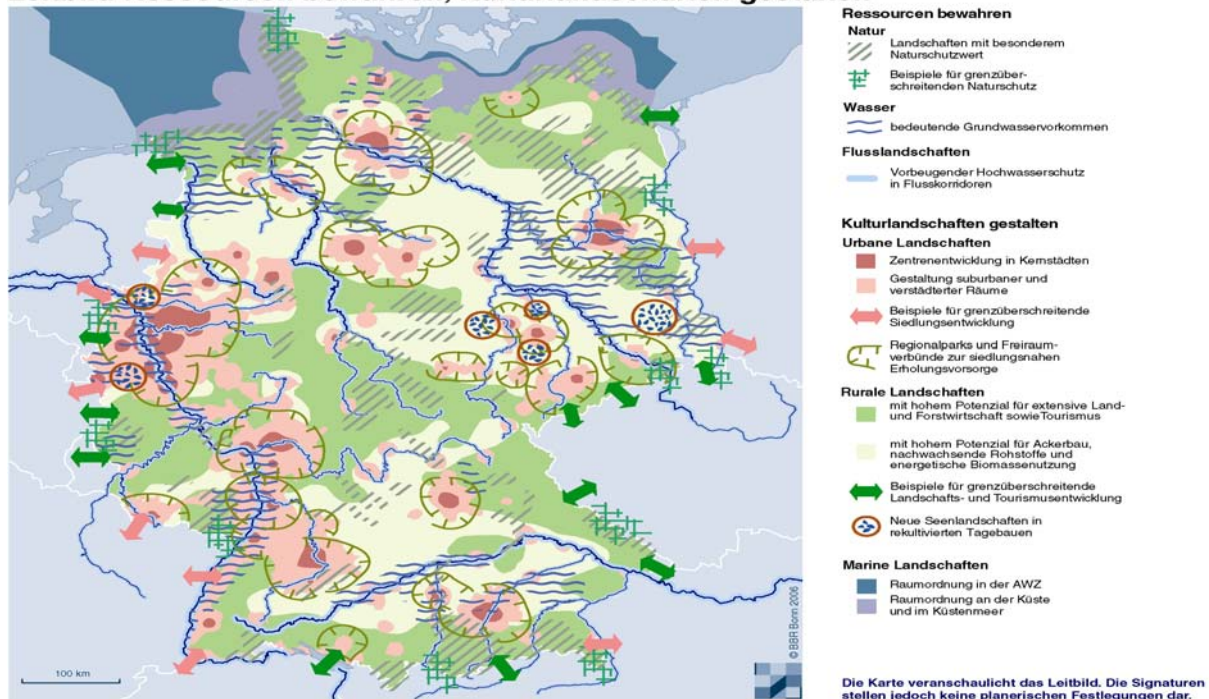 Ressourcen bewahren
Natur
Landschaften mit besonderem
Naturschutzwert
Beispiele für grenzüber-
schreitenden Naturschutz
Wasser
bedeutende Grundwasservorkommen
Flusslandschaften
Vorbeugender Hochwasserschutz
in Flusskorridoren
Kulturlandschaften gestalten
Urbane Landschaften
Zentrenentwicklung in Kernstädten
Gestaltung suburbaner und
verstädterter Räume
Beispiele für grenzüberschreitende
Siedlungsentwicklung
Regionalparks und Freiraum-
verbünde zur siedlungsnahen
Erholungsvorsorge
Rurale Landschaften
mit hohem Potenzial für extensive Land-
und Forstwirtschaft sowie Tourismus
mit hohem Potenzial für Ackerbau,
nachwachsende Rohstoffe und
energetische Biomassenutzung
Beispiele für grenzüberschreitende
Landschafts- und Tourismusentwicklung
Neue Seenlandschaften in
rekultivierten Tagebauen
Marine Landschaften
Raumordnung in der AWZ
Raumordnung an der Küste
und im Küstenmeer
100 km
© BBR Bonn 2006
Die Karte veranschaulicht das Leitbild. Die Signaturen
stellen jedoch keine planerischen Festlegungen dar.